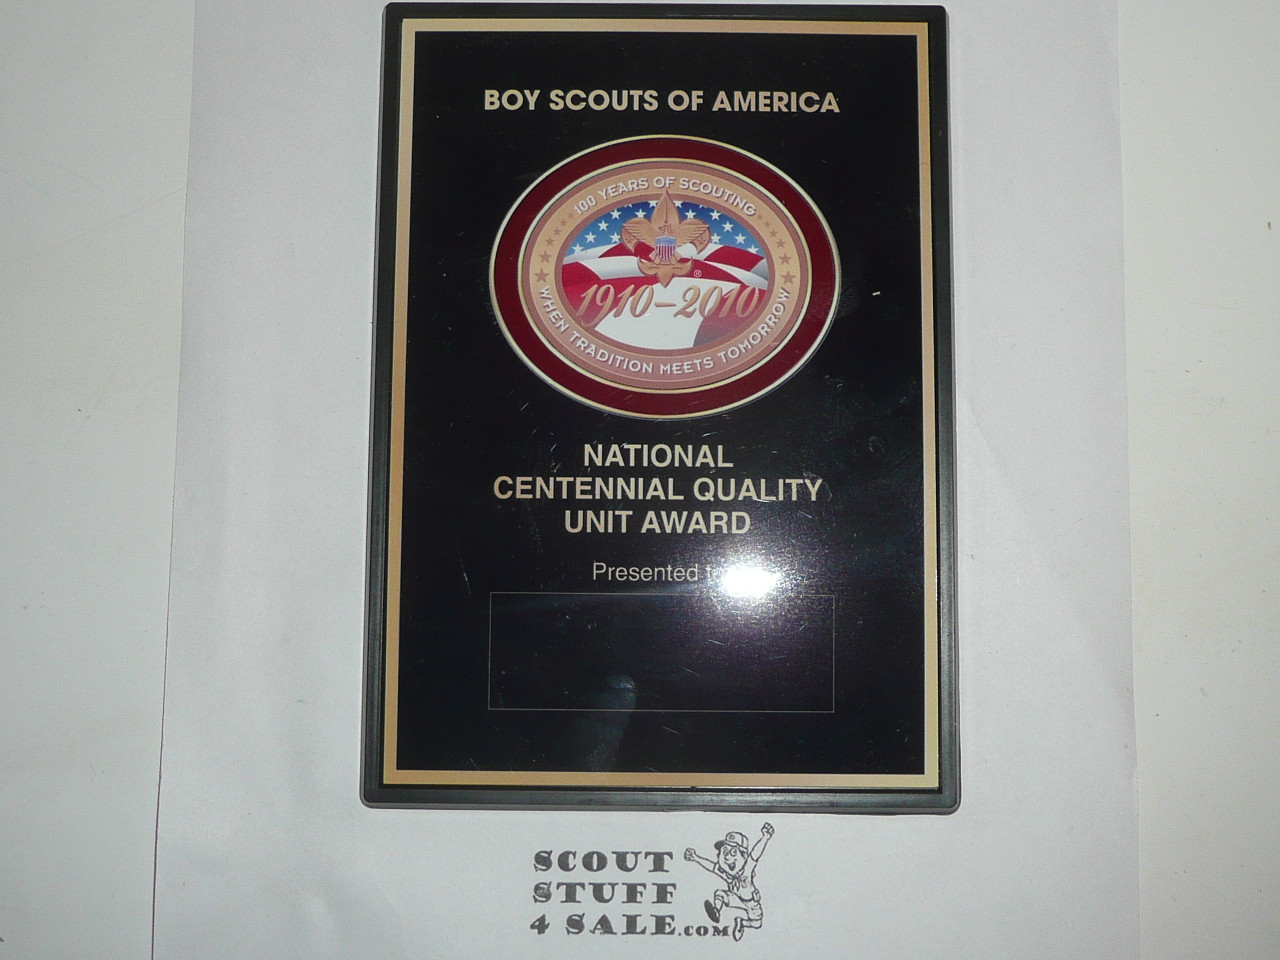 BOY SCOUTS OF AMERICA
100 YEARS OF SCOUTING
1910-2010
®
WHEN TRADITION MEETS TOMORROW
NATIONAL
CENTENNIAL QUALITY
UNIT AWARD
Presented
SCOUT
STUFF
4 SALE.COM